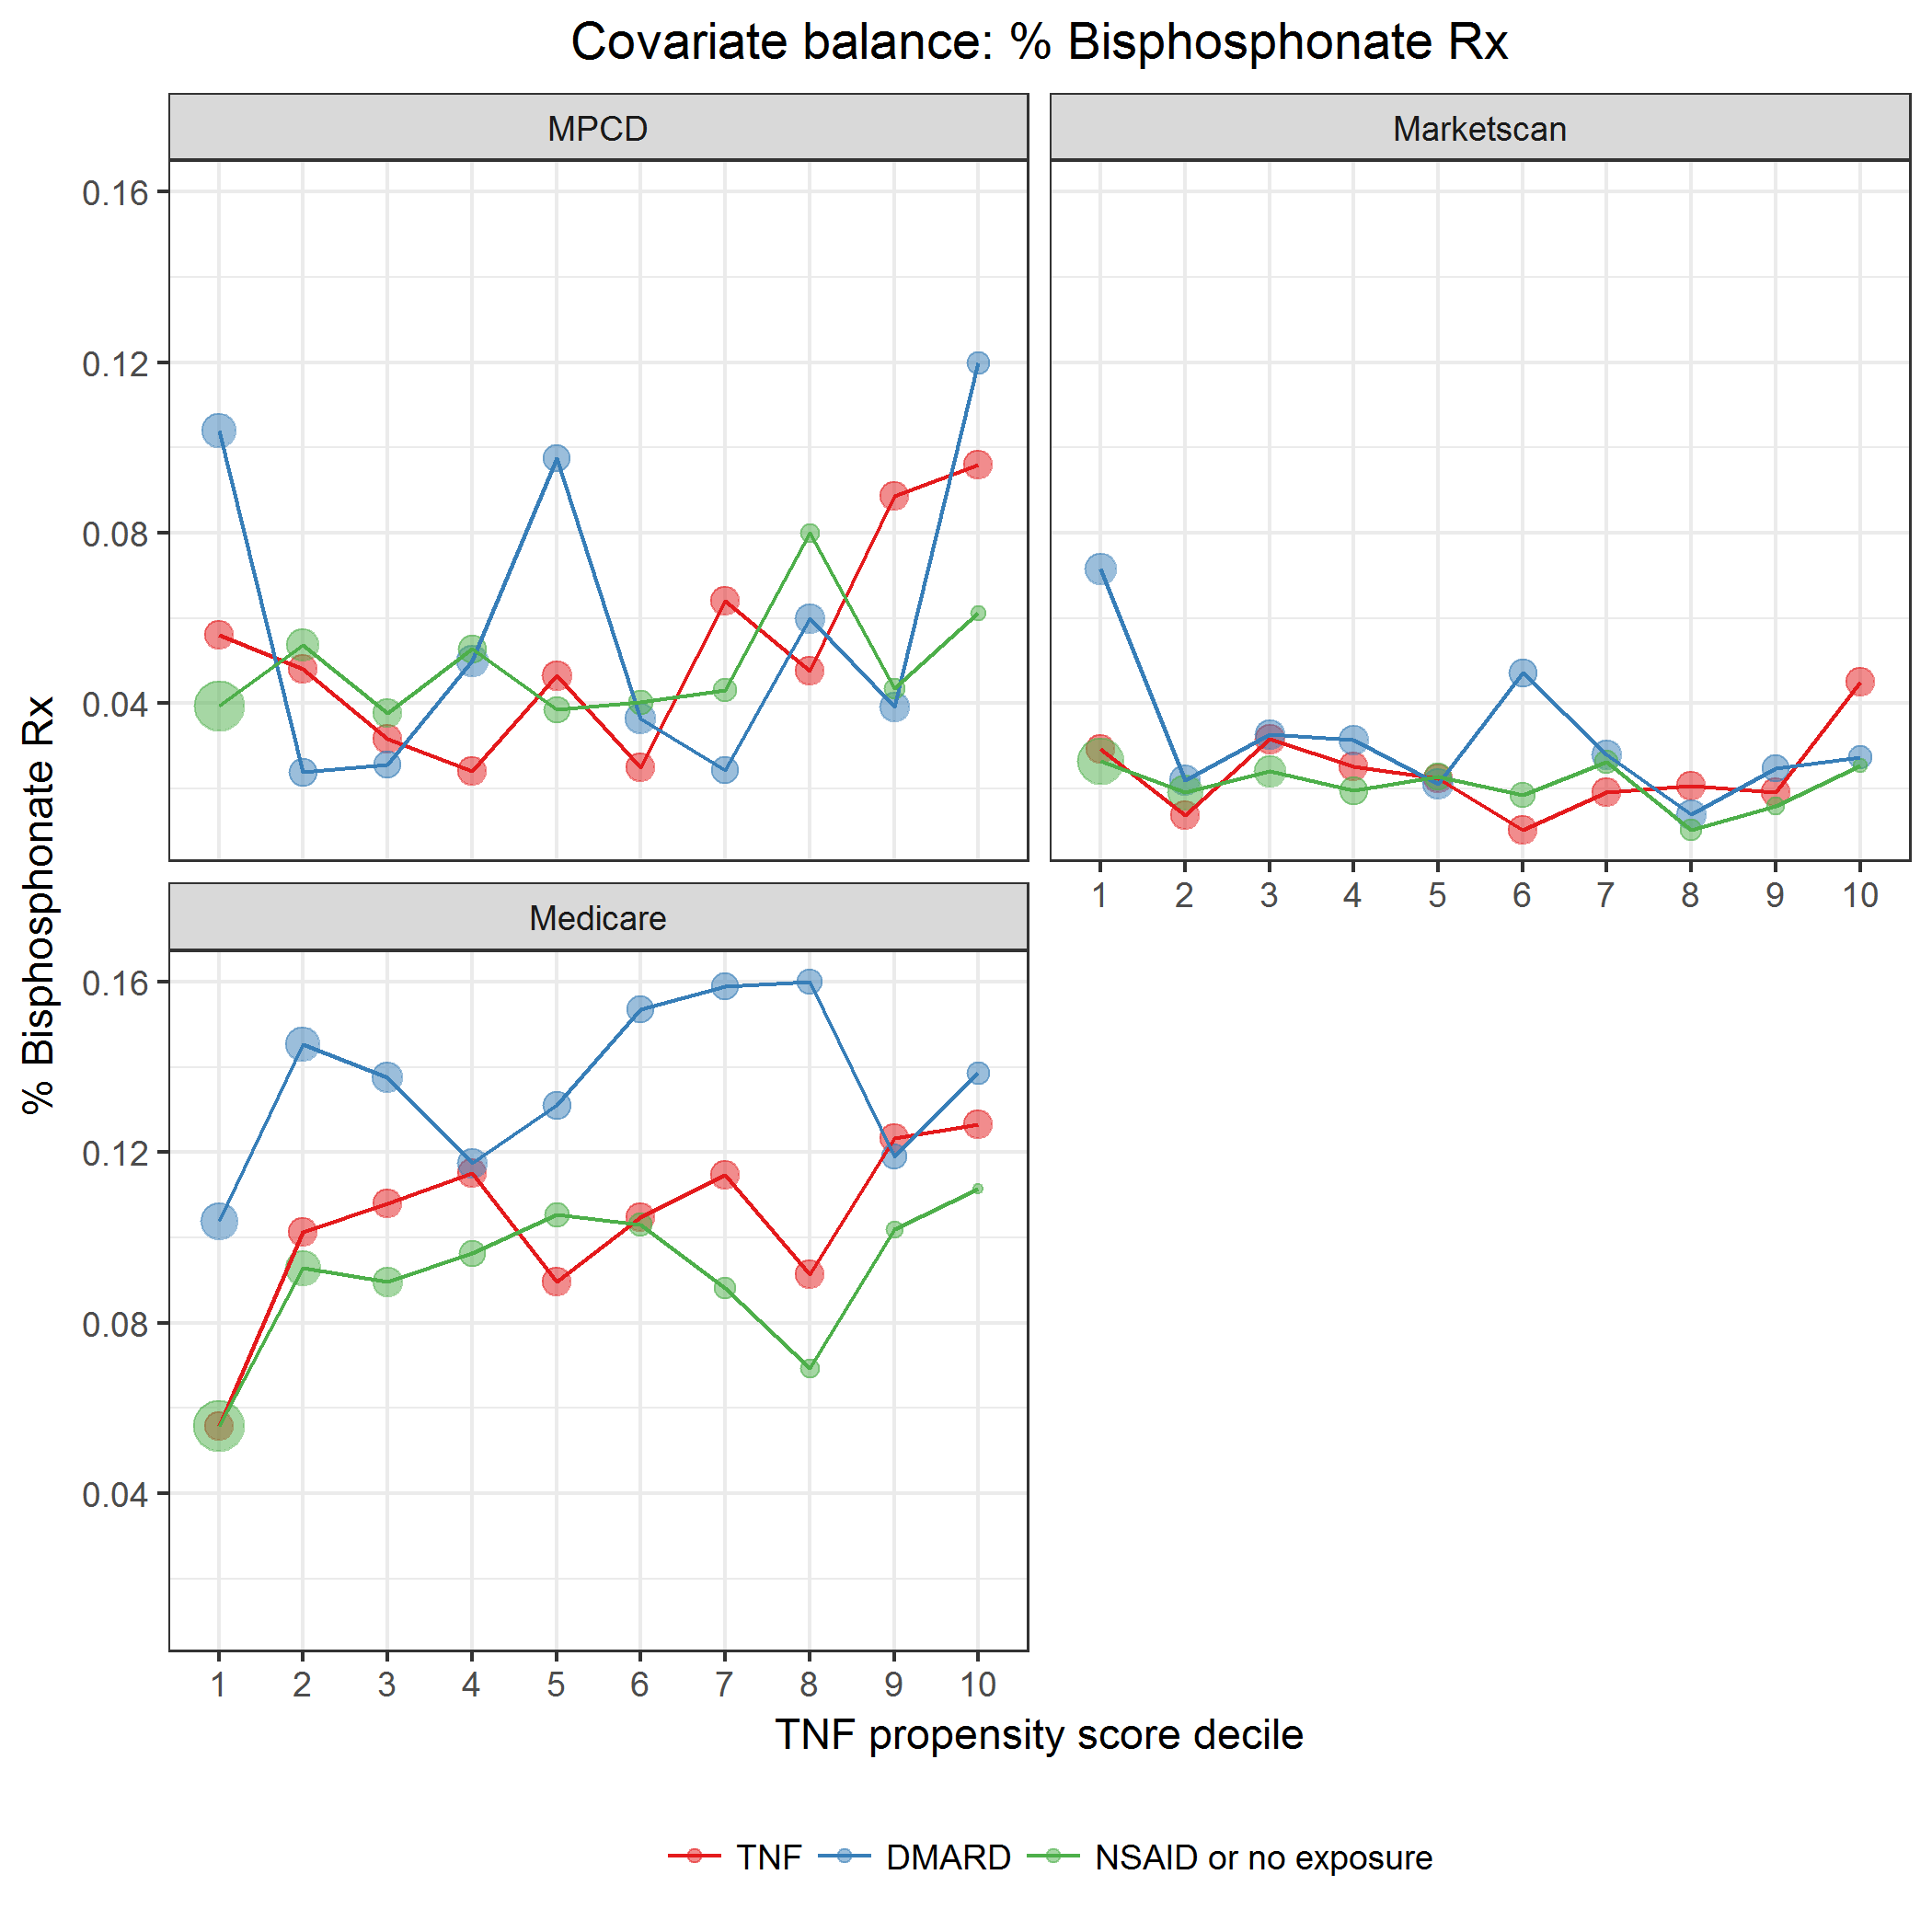 Covariate balance: % Bisphosphonate Rx
MPCD
Marketscan
0.16
0.12
0.08
0.04
1 2 3 4 5 6 7 8 9 10
Medicare
0.16
0.12
0.08
0.04
1 2 3 4 5 6 7 8 9 10
% Bisphosphonate Rx
TNF propensity score decile
TNF DMARD NSAID or no exposure